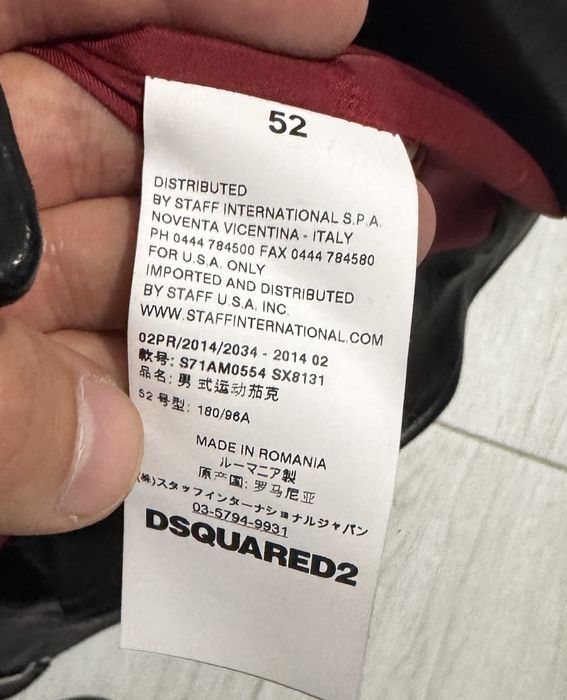 52
DISTRIBUTED
BY STAFF INTERNATIONAL S.P.A.
NOVENTA VICENTINA - ITALY
PH 0444 784500 FAX 0444 784580
FOR U.S.A. ONLY
IMPORTED AND DISTRIBUTED
BY STAFF U.S.A. INC.
WWW.STAFFINTERNATIONAL.COM
02PR/2014/2034 - 2014 02
款号: S71AM0554 SX8131
品名: 男 式运动茄克
52 号型: 180/96A
MADE IN ROMANIA
ルーマニア製
原产国: 罗马尼亚
(株)スタッフインターナショナルジャパン
03-5794-9931
DSQUARED2